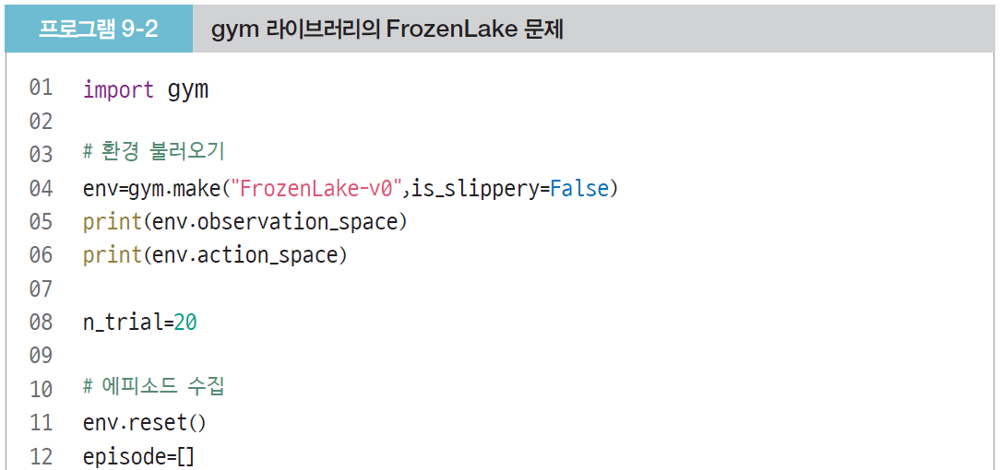 프로그램 9-2 gym 라이브러리의 FrozenLake 문제
01 import gym
02
03 # 환경 불러오기
04 env=gym.make("FrozenLake-v0",is_slippery=False)
05 print(env.observation_space)
06 print(env.action_space)
07
08 n_trial=20
09
10 # 에피소드 수집
11 env.reset()
12 episode=[]